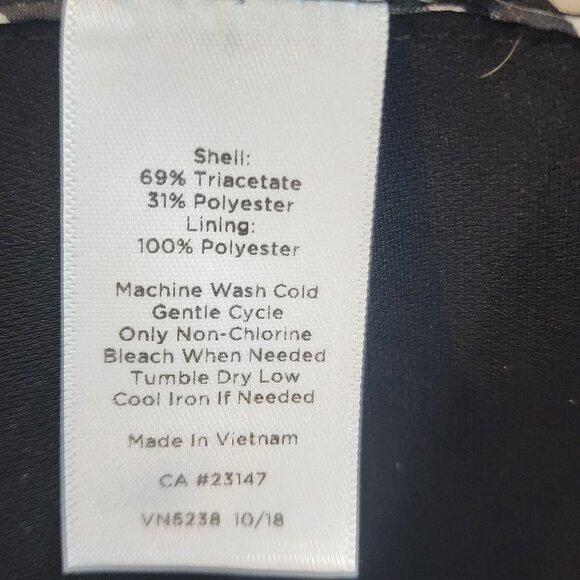 Shell:
69% Triacetate
31% Polyester
Lining:
100% Polyester
Machine Wash Cold
Gentle Cycle
Only Non-Chlorine
Bleach When Needed
Tumble Dry Low
Cool Iron If Needed
Made In Vietnam
CA #23147
VN5238 10/18